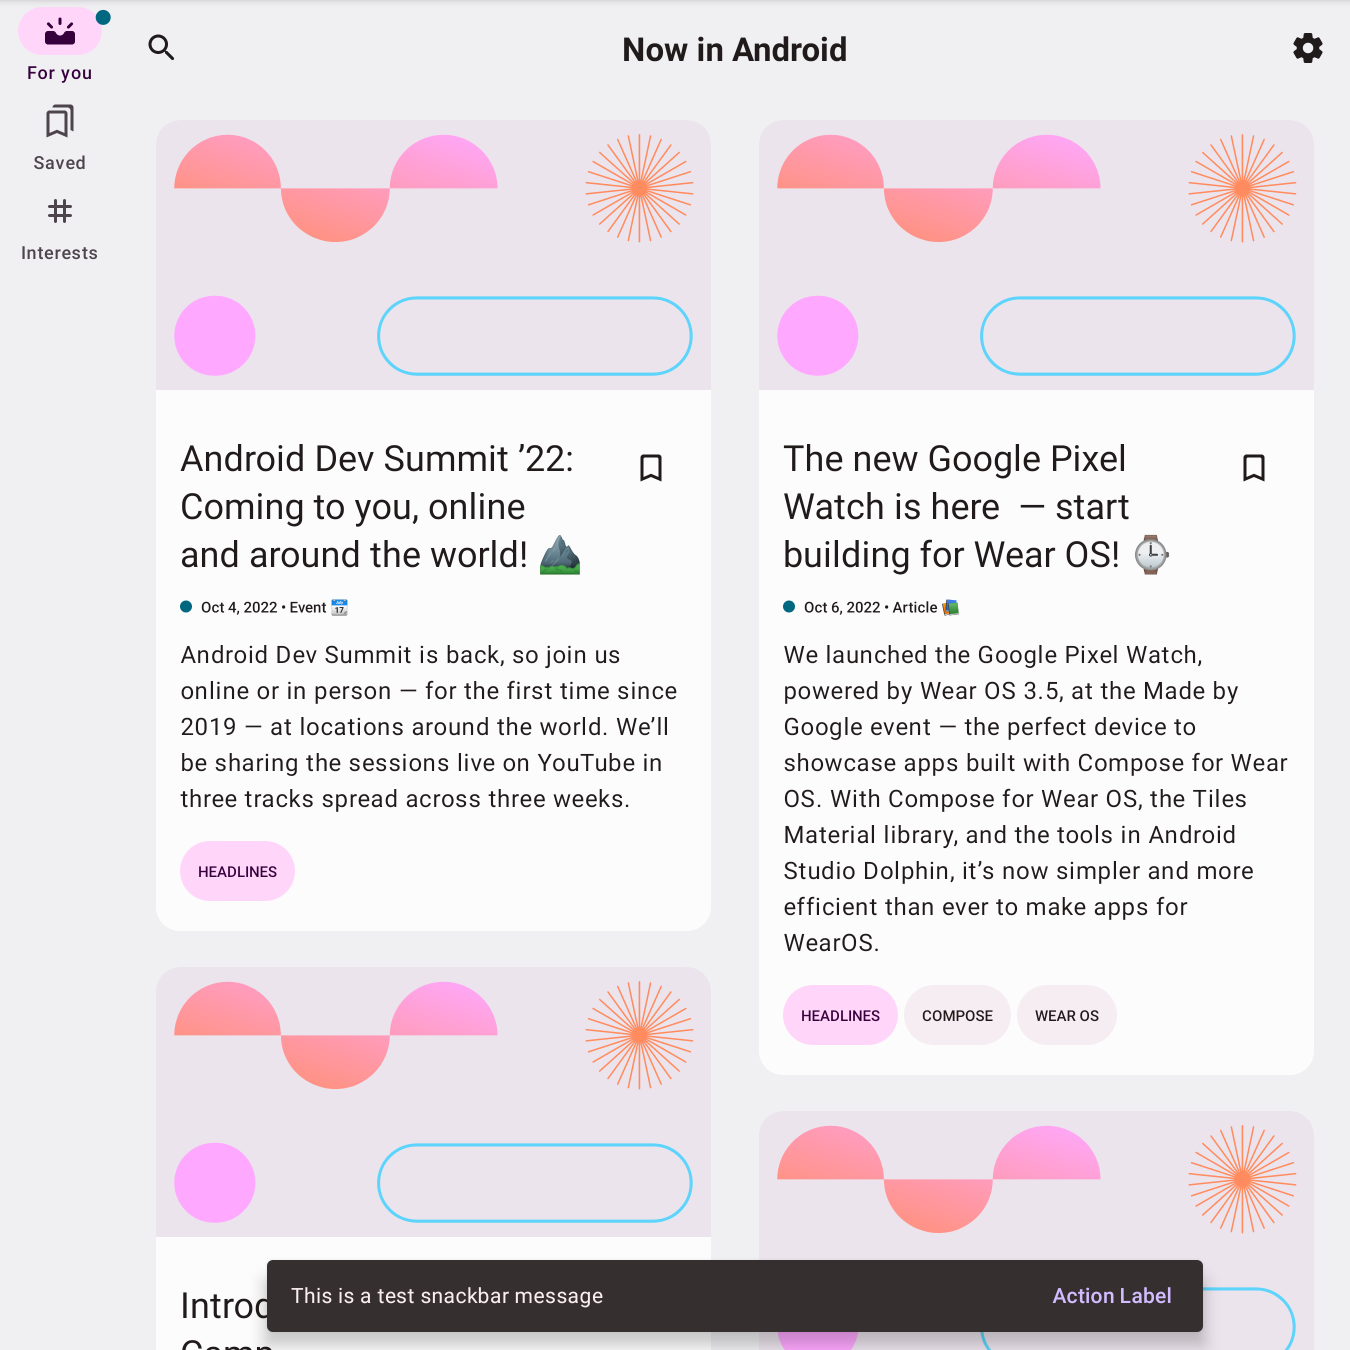 For you
Saved
Interests
Now in Android
Android Dev Summit ’22:
Coming to you, online
and around the world! ⛰️
Oct 4, 2022 • Event 📆
Android Dev Summit is back, so join us
online or in person — for the first time since
2019 — at locations around the world. We’ll
be sharing the sessions live on YouTube in
three tracks spread across three weeks.
HEADLINES
The new Google Pixel
Watch is here  — start
building for Wear OS! ⌚
Oct 6, 2022 • Article 📚
We launched the Google Pixel Watch,
powered by Wear OS 3.5, at the Made by
Google event — the perfect device to
showcase apps built with Compose for Wear
OS. With Compose for Wear OS, the Tiles
Material library, and the tools in Android
Studio Dolphin, it’s now simpler and more
efficient than ever to make apps for
WearOS.
HEADLINES
COMPOSE
WEAR OS
This is a test snackbar message
Action Label